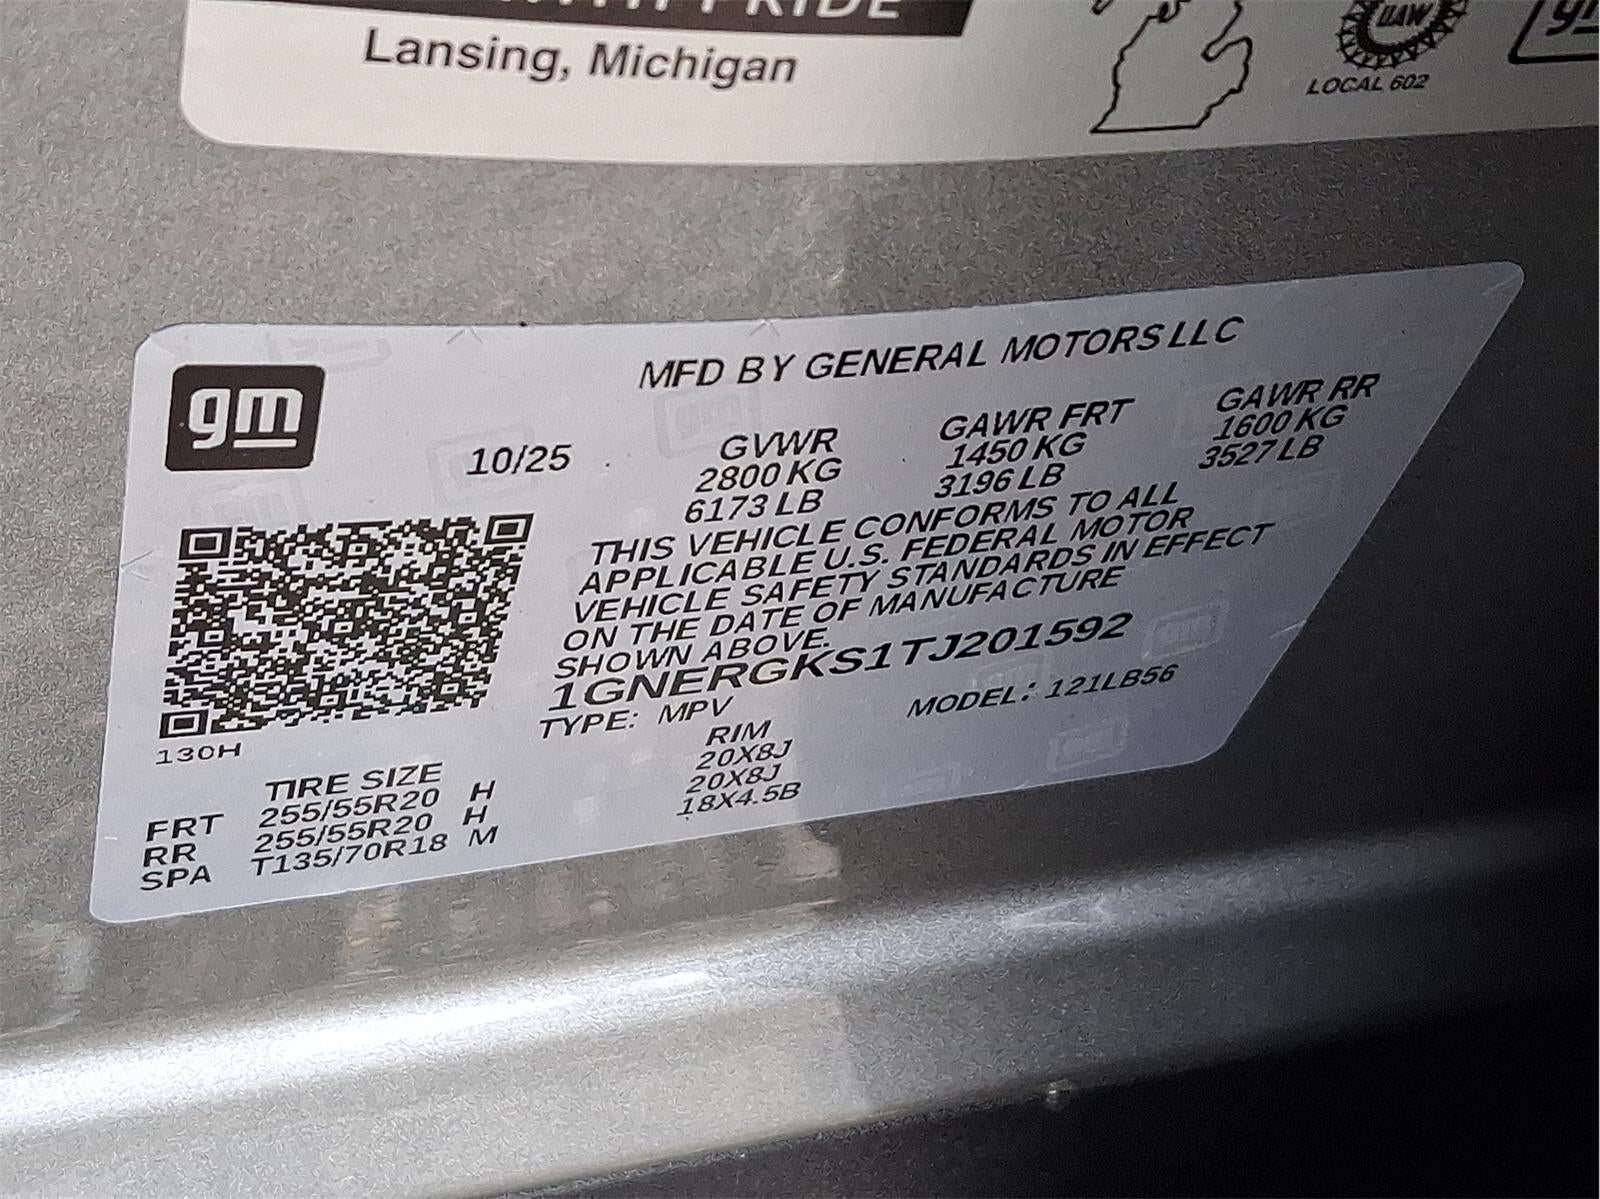 PRIDE
Lansing, Michigan
UAW
LOCAL 602
gm
MFD BY GENERAL MOTORS LLC
10/25
GVWR GAWR FRT GAWR RR
2800 KG 1450 KG 1600 KG
6173 LB 3196 LB 3527 LB
THIS VEHICLE CONFORMS TO ALL
APPLICABLE U.S. FEDERAL MOTOR
VEHICLE SAFETY STANDARDS IN EFFECT
ON THE DATE OF MANUFACTURE
SHOWN ABOVE.
1GNERGKS1TJ201592
TYPE: MPV MODEL: 121LB56
130H
TIRE SIZE RIM
FRT 255/55R20 H 20X8J
RR 255/55R20 H 20X8J
SPA T135/70R18 M 18X4.5B